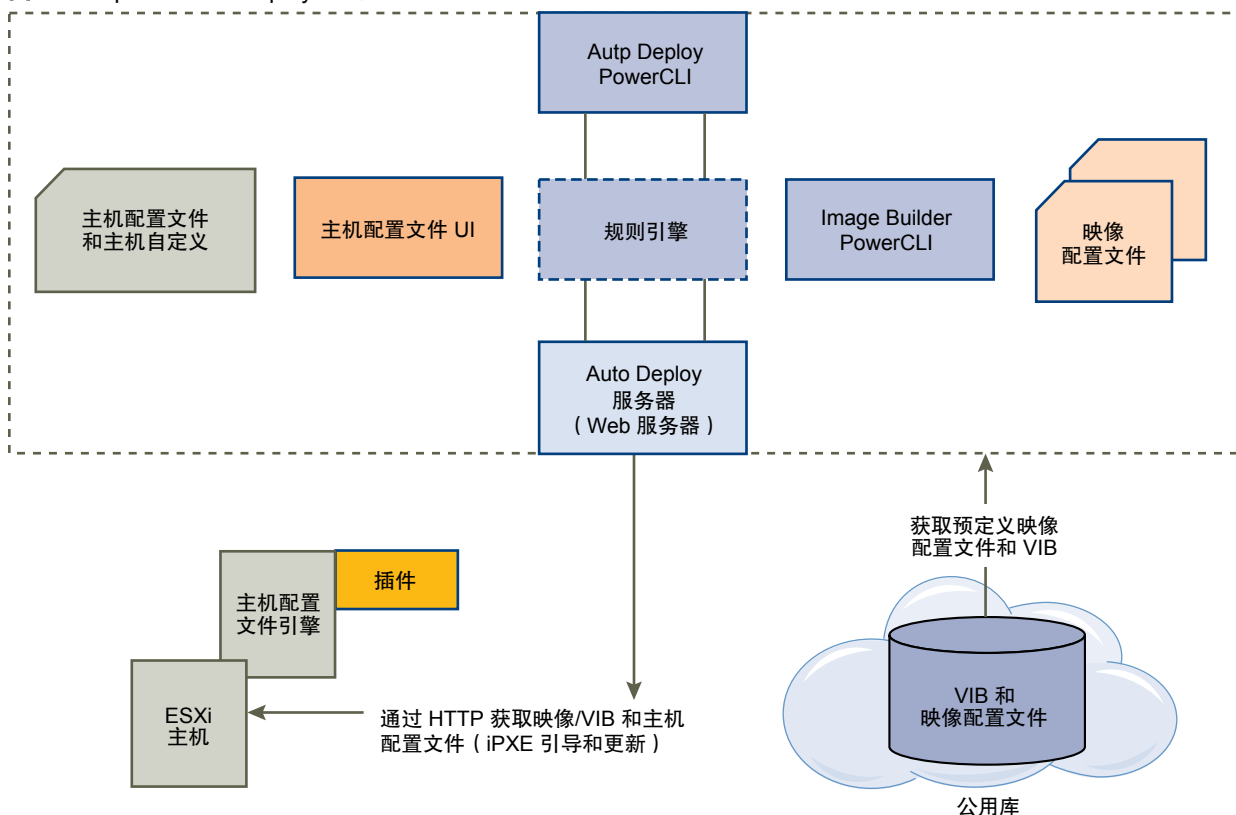 Autp Deploy
PowerCLI
主机配置文件
和主机自定义
主机配置文件 UI
规则引擎
Image Builder
PowerCLI
映像
配置文件
Auto Deploy
服务器
（Web 服务器）
获取预定义映像
配置文件和 VIB
插件
主机配置
文件引擎
ESXi
主机
通过 HTTP 获取映像/VIB 和主机
配置文件（iPXE 引导和更新）
VIB 和
映像配置文件
公用库